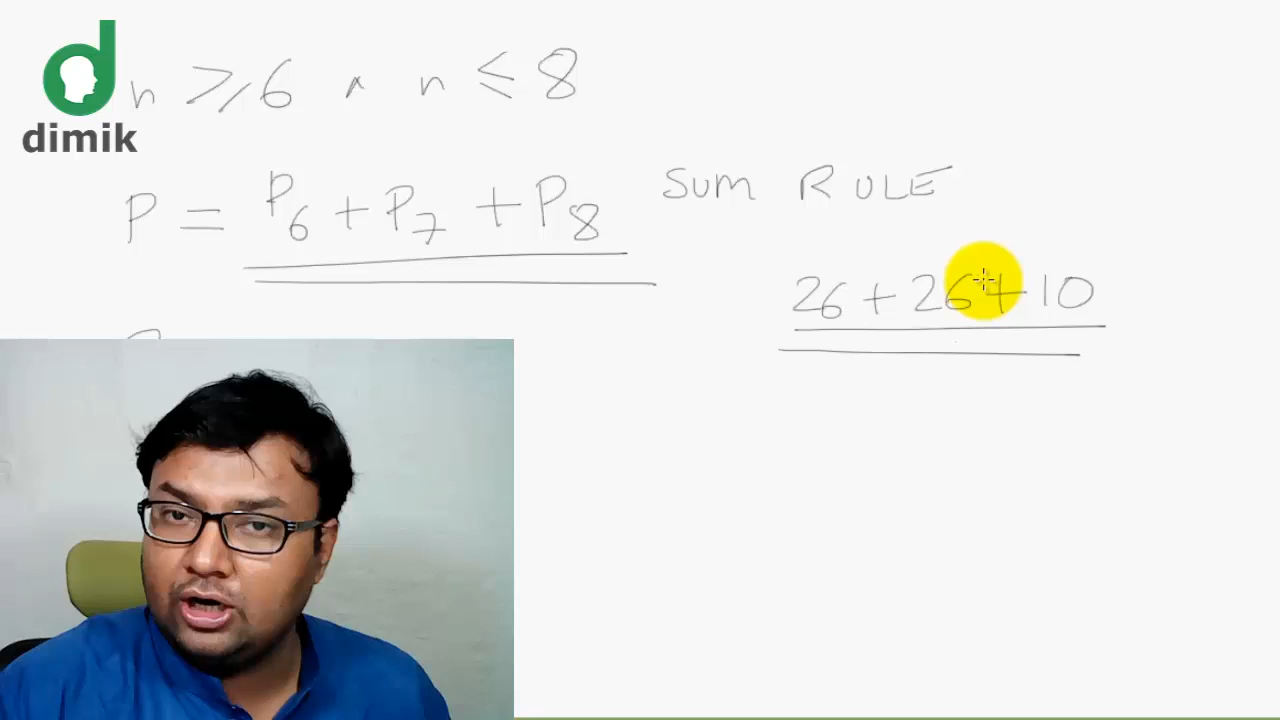 dimik
n ≥ 6 ^ n ≤ 8
P = P6 + P7 + P8 SUM RULE
26 + 26 + 10